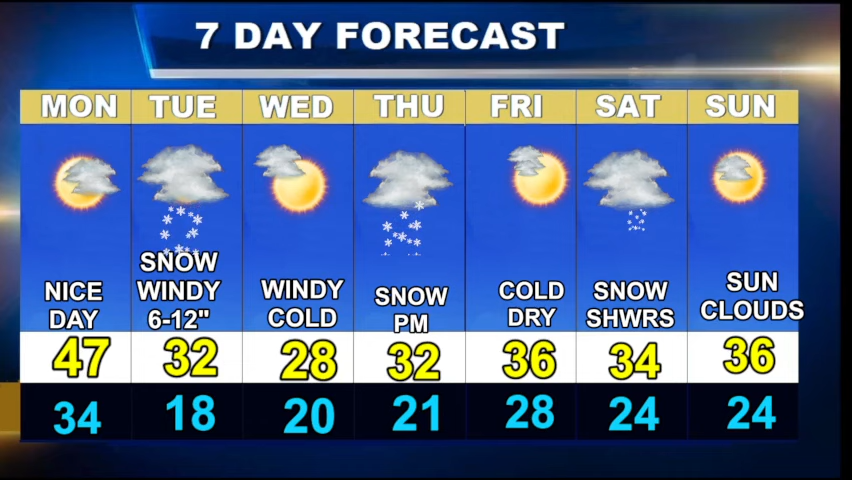 7 DAY FORECAST
MON TUE WED THU FRI SAT SUN
NICE
DAY
SNOW
WINDY
6-12"
WINDY
COLD
SNOW
PM
COLD
DRY
SNOW
SHWRS
SUN
CLOUDS
47 32 28 32 36 34 36
34 18 20 21 28 24 24